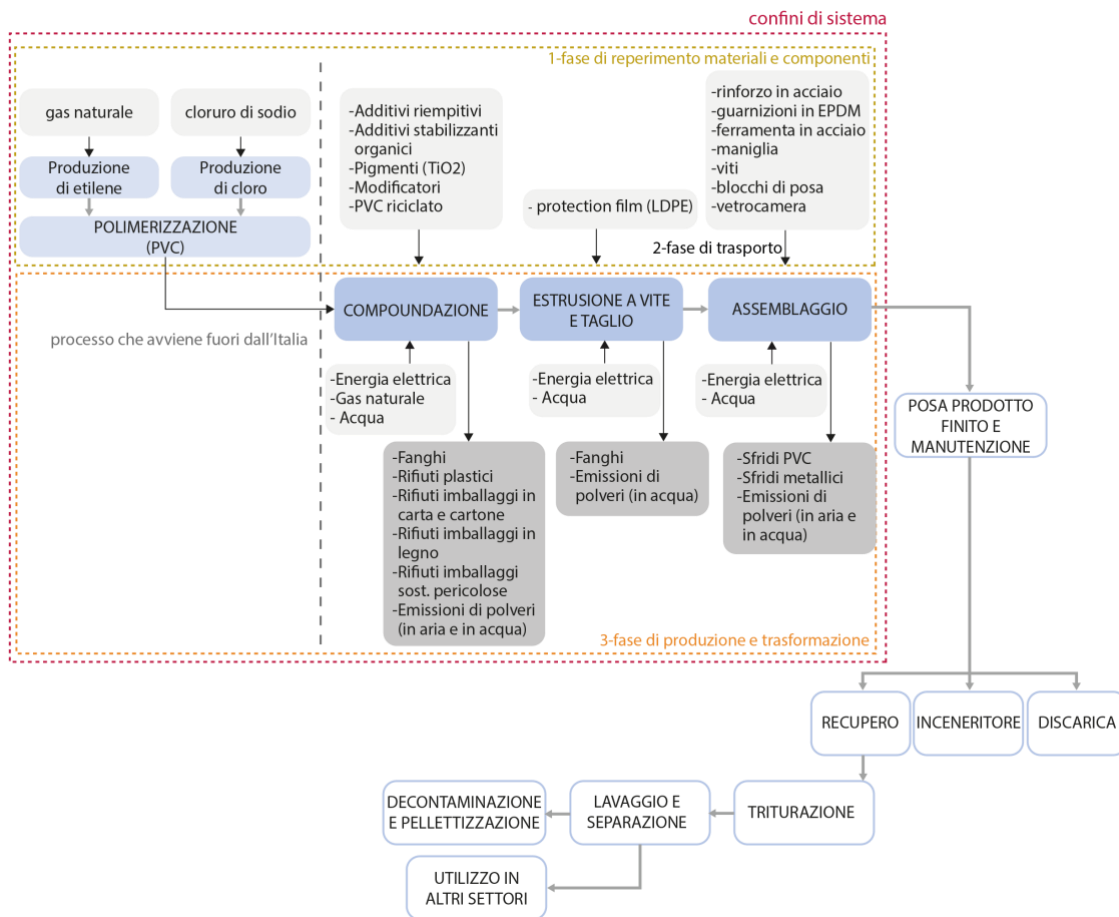 confini di sistema
1-fase di reperimento materiali e componenti
gas naturale
cloruro di sodio
Produzione
di etilene
Produzione
di cloro
POLIMERIZZAZIONE
(PVC)
-Additivi riempitivi
-Additivi stabilizzanti
organici
-Pigmenti (TiO2)
-Modificatori
-PVC riciclato
- protection film (LDPE)
-rinforzo in acciaio
-guarnizioni in EPDM
-ferramenta in acciaio
-maniglia
-viti
-blocchi di posa
-vetrocamera
2-fase di trasporto
processo che avviene fuori dall'Italia
COMPOUNDAZIONE
ESTRUSIONE A VITE
E TAGLIO
ASSEMBLAGGIO
-Energia elettrica
-Gas naturale
- Acqua
-Energia elettrica
- Acqua
-Energia elettrica
- Acqua
-Fanghi
-Rifiuti plastici
-Rifiuti imballaggi in
carta e cartone
-Rifiuti imballaggi in
legno
-Rifiuti imballaggi
sost. pericolose
-Emissioni di polveri
(in aria e in acqua)
-Fanghi
-Emissioni di
polveri (in acqua)
-Sfridi PVC
-Sfridi metallici
-Emissioni di
polveri (in aria e
in acqua)
3-fase di produzione e trasformazione
POSA PRODOTTO
FINITO E
MANUTENZIONE
RECUPERO
INCENERITORE
DISCARICA
TRITURAZIONE
LAVAGGIO E
SEPARAZIONE
DECONTAMINAZIONE
E PELLETTIZZAZIONE
UTILIZZO IN
ALTRI SETTORI